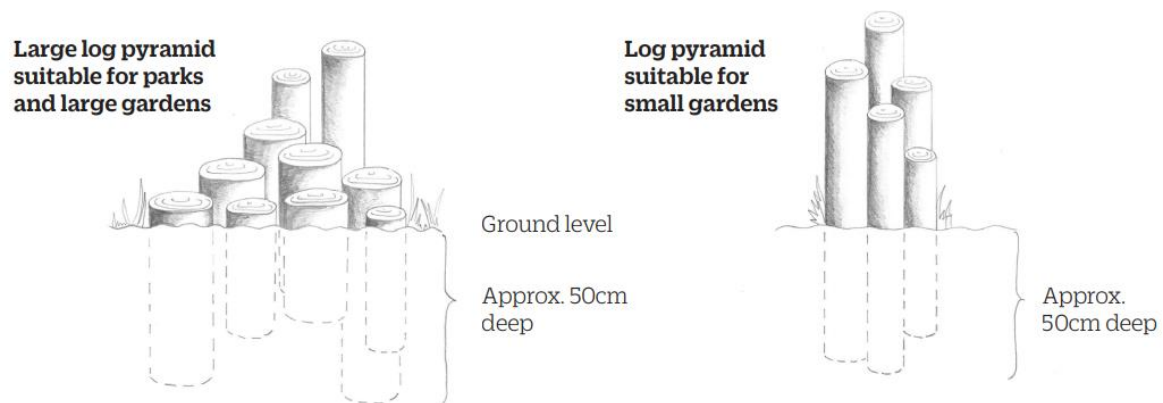 Large log pyramid
suitable for parks
and large gardens
Ground level
Approx. 50cm
deep
Log pyramid
suitable for
small gardens
Approx.
50cm deep